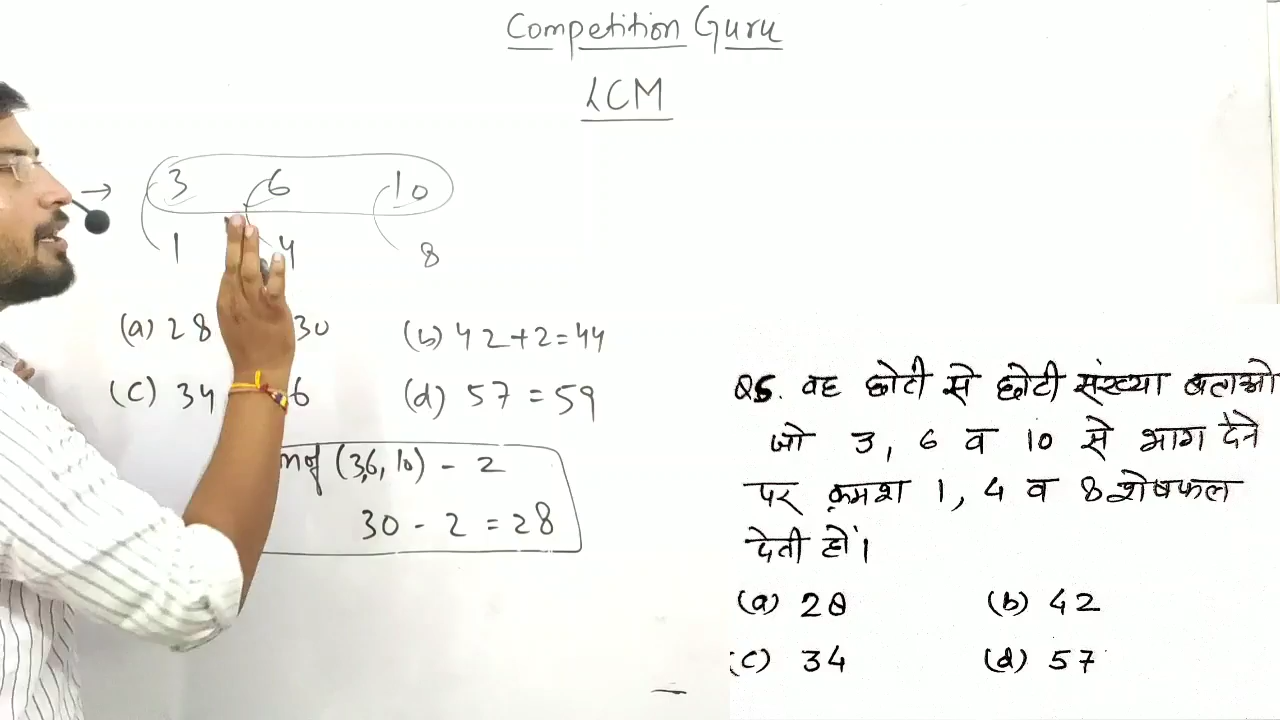 Competition Guru
LCM
→ 3 6 10
1 4 8
(a) 28 30 (b) 42+2=44
(c) 34 6 (d) 57 = 59
of (3,6, 10) - 2
30 - 2 = 28
Q5. वह छोटी से छोटी संख्या बताओ
जो 3, 6 व 10 से भाग देने
पर क्रमश 1, 4 व 8 शेषफल
देती हों।
(a) 28 (b) 42
(c) 34 (d) 57